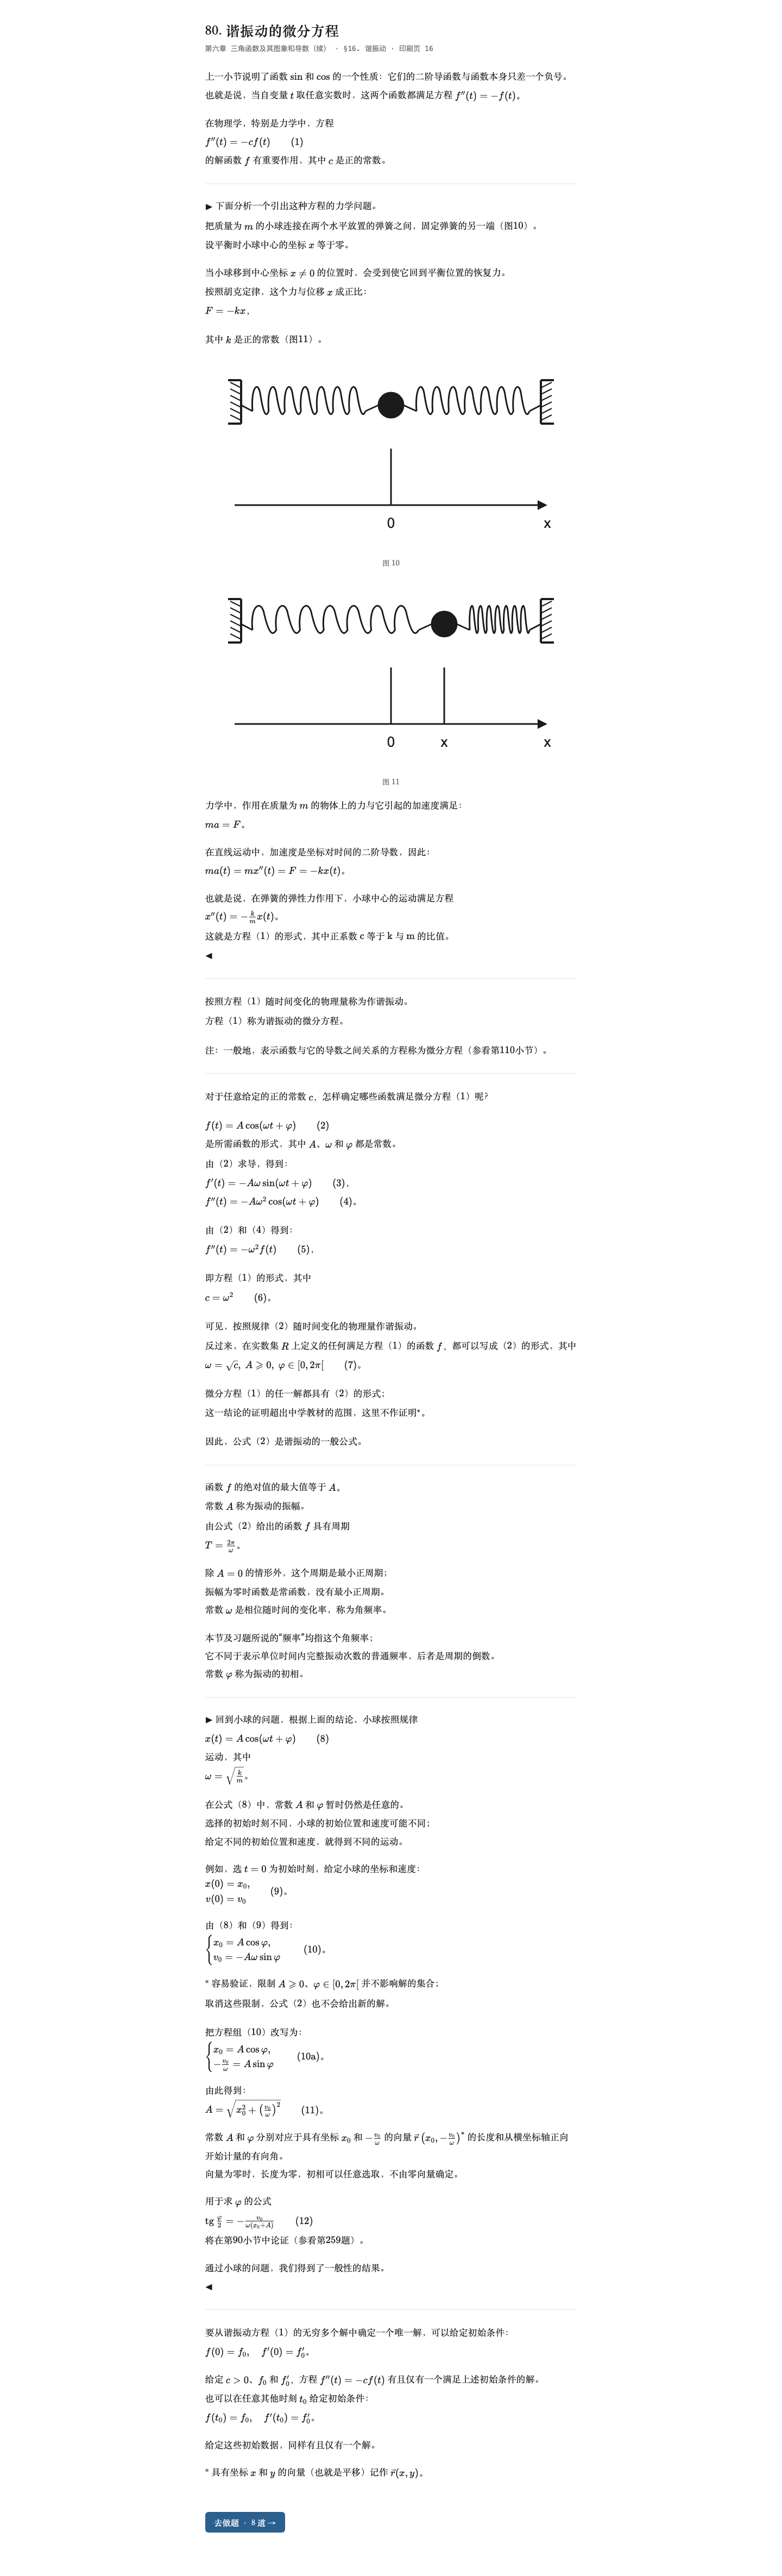 80. 谐振动的微分方程
第六章 三角函数及其图象和导数（续） · §16. 谐振动 · 印刷页 16
上一小节说明了函数 sin 和 cos 的一个性质：它们的二阶导函数与函数本身只差一个负号。
也就是说，当自变量 t 取任意实数时，这两个函数都满足方程 f″(t) = −f(t)。
在物理学，特别是力学中，方程
f″(t) = −cf(t) (1)
的解函数 f 有重要作用，其中 c 是正的常数。
▶ 下面分析一个引出这种方程的力学问题。
把质量为 m 的小球连接在两个水平放置的弹簧之间，固定弹簧的另一端（图10）。
设平衡时小球中心的坐标 x 等于零。
当小球移到中心坐标 x ≠ 0 的位置时，会受到使它回到平衡位置的恢复力。
按照胡克定律，这个力与位移 x 成正比：
F = −kx，
其中 k 是正的常数（图11）。
0 x
图 10
0 x x
图 11
力学中，作用在质量为 m 的物体上的力与它引起的加速度满足：
ma = F。
在直线运动中，加速度是坐标对时间的二阶导数，因此：
ma(t) = mx″(t) = F = −kx(t)。
也就是说，在弹簧的弹性力作用下，小球中心的运动满足方程
x″(t) = −k/m x(t)。
这就是方程（1）的形式，其中正系数 c 等于 k 与 m 的比值。
◀
按照方程（1）随时间变化的物理量称为作谐振动。
方程（1）称为谐振动的微分方程。
注：一般地，表示函数与它的导数之间关系的方程称为微分方程（参看第110小节）。
对于任意给定的正的常数 c，怎样确定哪些函数满足微分方程（1）呢？
f(t) = A cos(ωt + φ) (2)
是所需函数的形式，其中 A、ω 和 φ 都是常数。
由（2）求导，得到：
f′(t) = −Aω sin(ωt + φ) (3)，
f″(t) = −Aω² cos(ωt + φ) (4)。
由（2）和（4）得到：
f″(t) = −ω²f(t) (5)，
即方程（1）的形式，其中
c = ω² (6)。
可见，按照规律（2）随时间变化的物理量作谐振动。
反过来，在实数集 R 上定义的任何满足方程（1）的函数 f，都可以写成（2）的形式，其中
ω = √c, A ⩾ 0, φ ∈ [0, 2π[ (7)。
微分方程（1）的任一解都具有（2）的形式；
这一结论的证明超出中学教材的范围，这里不作证明*。
因此，公式（2）是谐振动的一般公式。
函数 f 的绝对值的最大值等于 A。
常数 A 称为振动的振幅。
由公式（2）给出的函数 f 具有周期
T = 2π/ω。
除 A = 0 的情形外，这个周期是最小正周期；
振幅为零时函数是常函数，没有最小正周期。
常数 ω 是相位随时间的变化率，称为角频率。
本节及习题所说的“频率”均指这个角频率；
它不同于表示单位时间内完整振动次数的普通频率，后者是周期的倒数。
常数 φ 称为振动的初相。
▶ 回到小球的问题，根据上面的结论，小球按照规律
x(t) = A cos(ωt + φ) (8)
运动，其中
ω = √(k/m)。
在公式（8）中，常数 A 和 φ 暂时仍然是任意的。
选择的初始时刻不同，小球的初始位置和速度可能不同；
给定不同的初始位置和速度，就得到不同的运动。
例如，选 t = 0 为初始时刻，给定小球的坐标和速度：
x(0) = x₀,
v(0) = v₀ (9)。
由（8）和（9）得到：
{x₀ = A cos φ,
v₀ = −Aω sin φ (10)。
* 容易验证，限制 A ⩾ 0、φ ∈ [0, 2π[ 并不影响解的集合；
取消这些限制，公式（2）也不会给出新的解。
把方程组（10）改写为：
{x₀ = A cos φ,
−v₀/ω = A sin φ (10a)。
由此得到：
A = √(x₀² + (v₀/ω)²) (11)。
常数 A 和 φ 分别对应于具有坐标 x₀ 和 −v₀/ω 的向量 r⃗ (x₀, −v₀/ω)* 的长度和从横坐标轴正向
开始计量的有向角。
向量为零时，长度为零，初相可以任意选取，不由零向量确定。
用于求 φ 的公式
tg φ/2 = −v₀/(ω(x₀+A)) (12)
将在第90小节中论证（参看第259题）。
通过小球的问题，我们得到了一般性的结果。
◀
要从谐振动方程（1）的无穷多个解中确定一个唯一解，可以给定初始条件：
f(0) = f₀, f′(0) = f₀′。
给定 c > 0、f₀ 和 f₀′，方程 f″(t) = −cf(t) 有且仅有一个满足上述初始条件的解。
也可以在任意其他时刻 t₀ 给定初始条件：
f(t₀) = f₀, f′(t₀) = f₀′。
给定这些初始数据，同样有且仅有一个解。
* 具有坐标 x 和 y 的向量（也就是平移）记作 r⃗(x, y)。
去做题 · 8 道 →